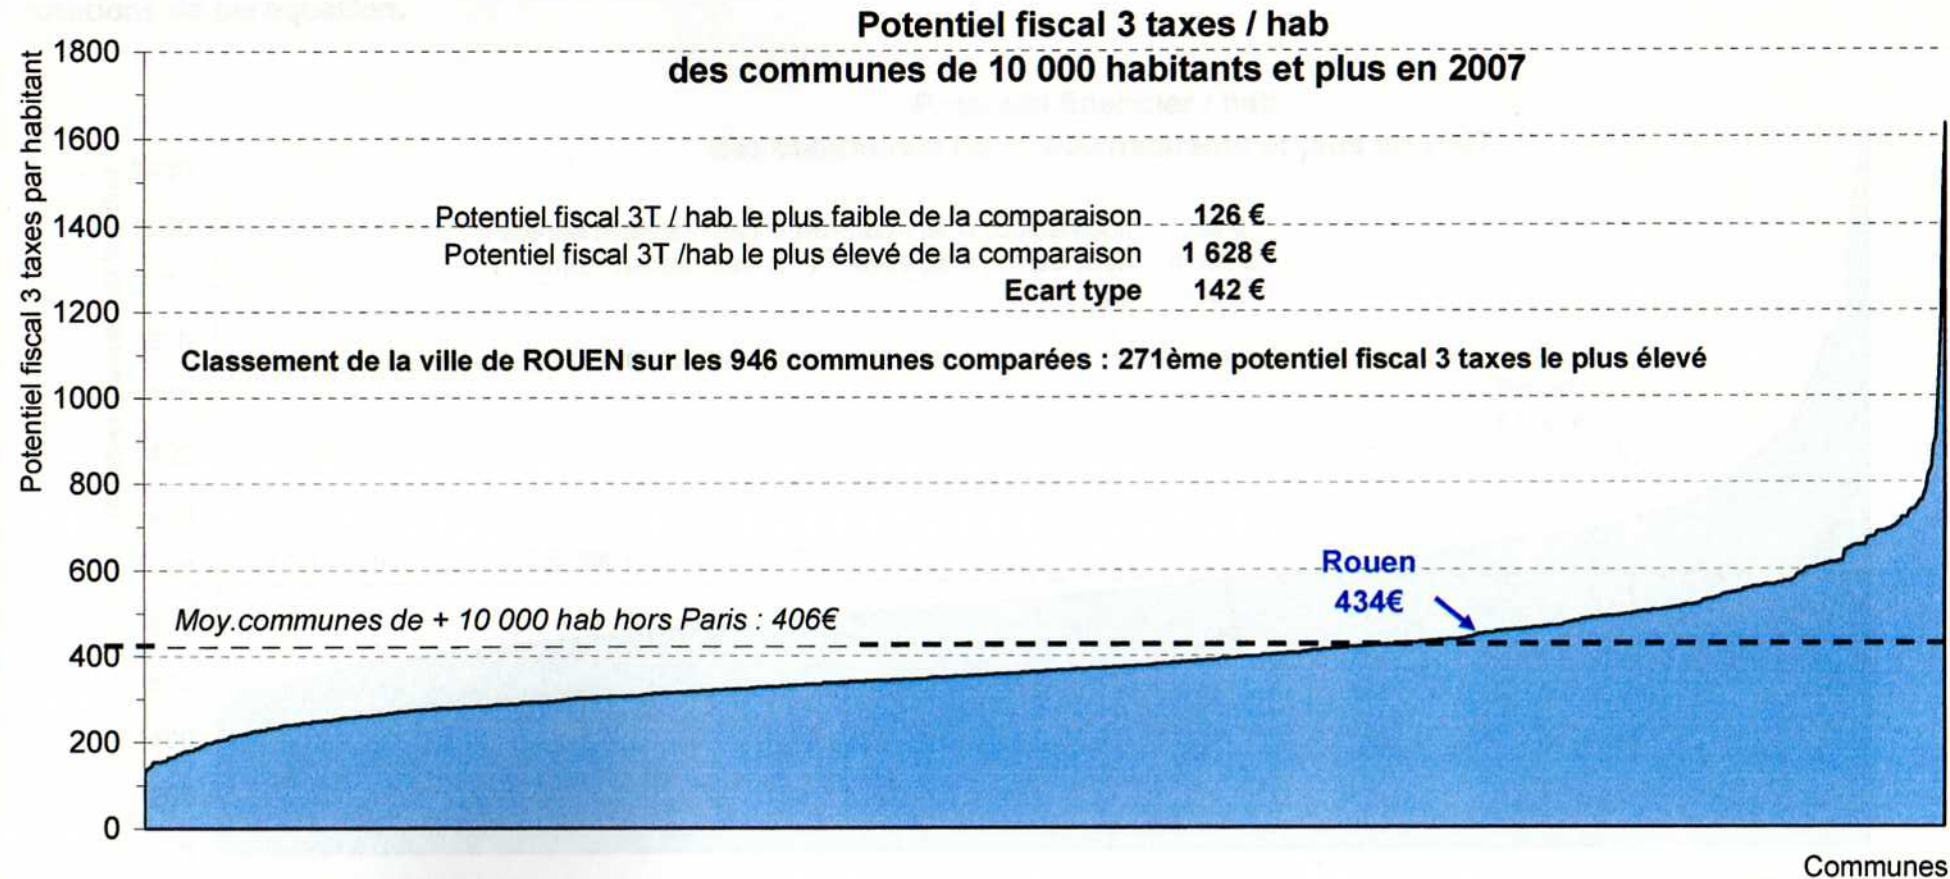 Potentiel fiscal 3 taxes / hab
des communes de 10 000 habitants et plus en 2007
Potentiel fiscal 3 taxes par habitant
1800
1600
1400
1200
1000
800
600
400
200
0
Potentiel fiscal 3T / hab le plus faible de la comparaison 126 €
Potentiel fiscal 3T /hab le plus élevé de la comparaison 1 628 €
Ecart type 142 €
Classement de la ville de ROUEN sur les 946 communes comparées : 271ème potentiel fiscal 3 taxes le plus élevé
Rouen
434€
Moy.communes de + 10 000 hab hors Paris : 406€
Communes